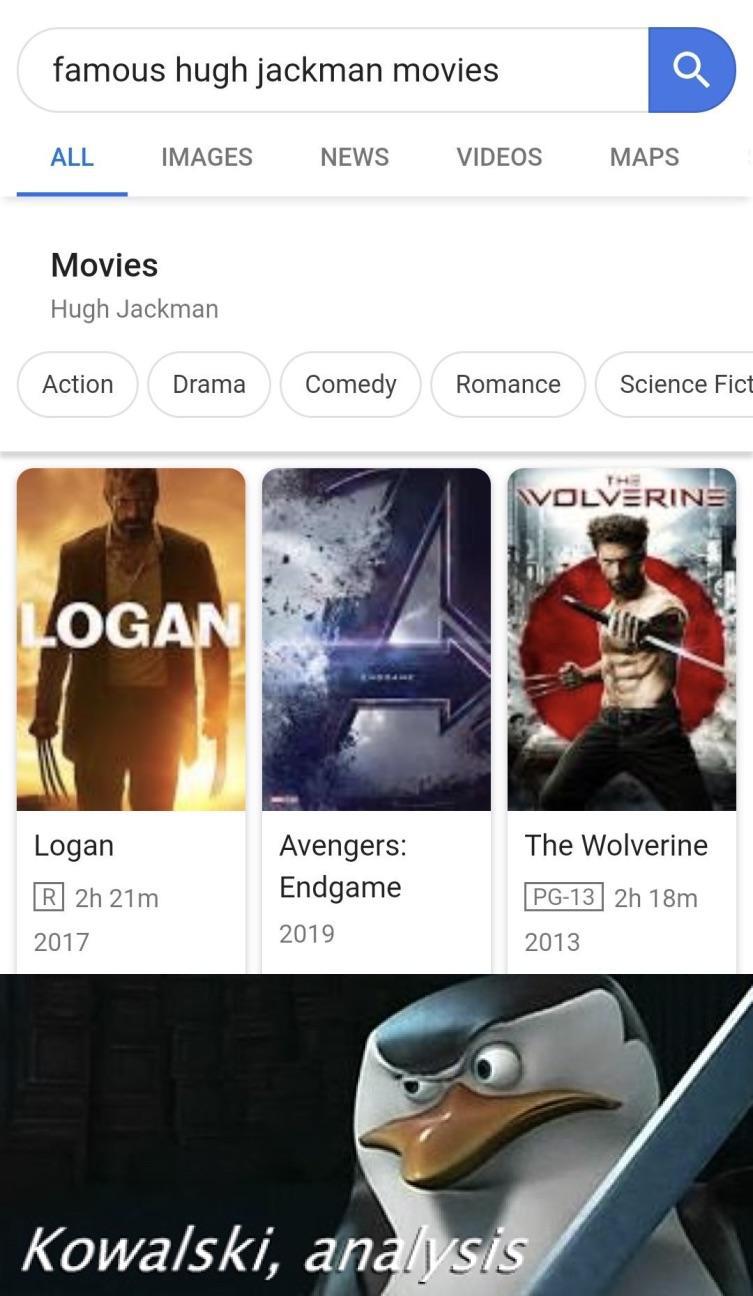 famous hugh jackman movies
ALL IMAGES NEWS VIDEOS MAPS
Movies
Hugh Jackman
Action Drama Comedy Romance Science Fict
LOGAN
ENDGAME
THE
WOLVERINE
Logan
R 2h 21m
2017
Avengers:
Endgame
2019
The Wolverine
PG-13 2h 18m
2013
Kowalski, analysis